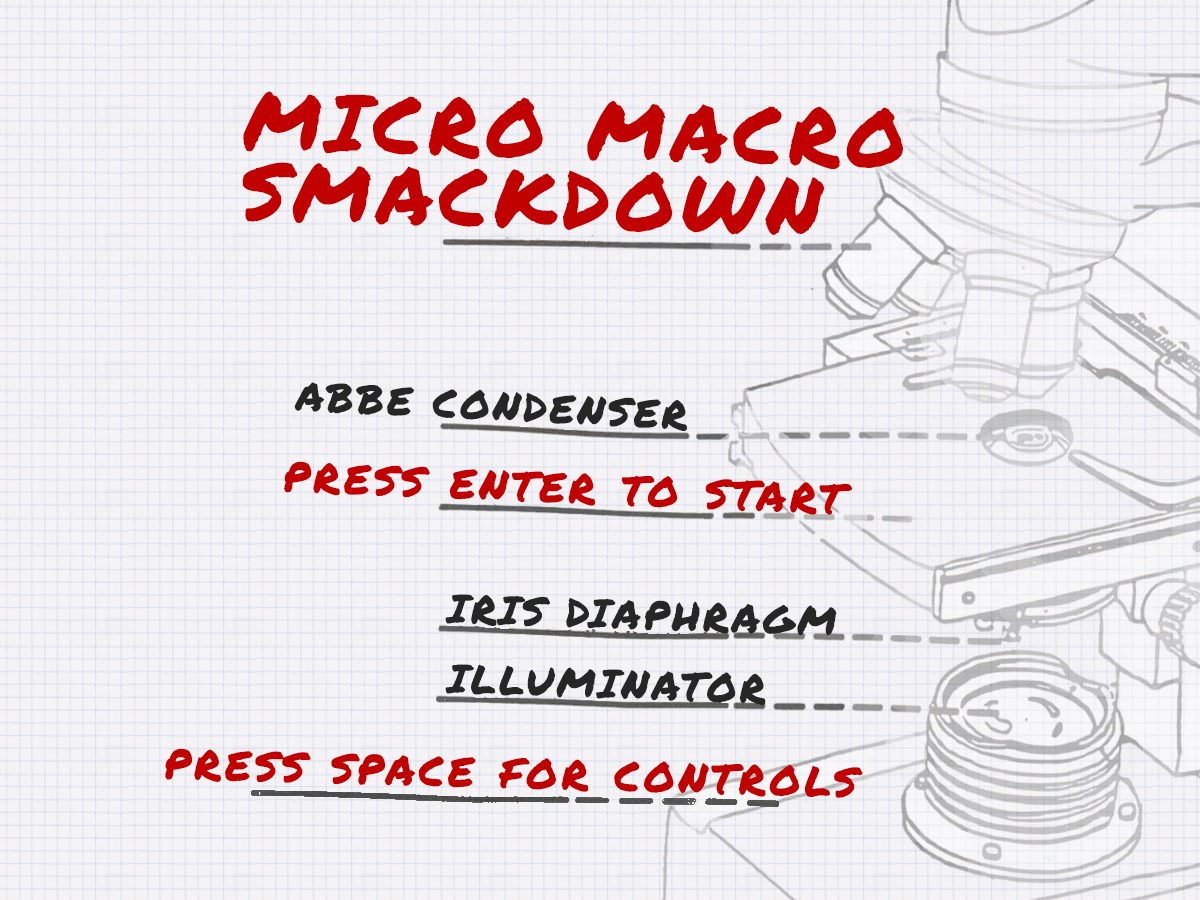 MICRO MACRO
SMACKDOWN
ABBE CONDENSER
PRESS ENTER TO START
IRIS DIAPHRAGM
ILLUMINATOR
PRESS SPACE FOR CONTROLS